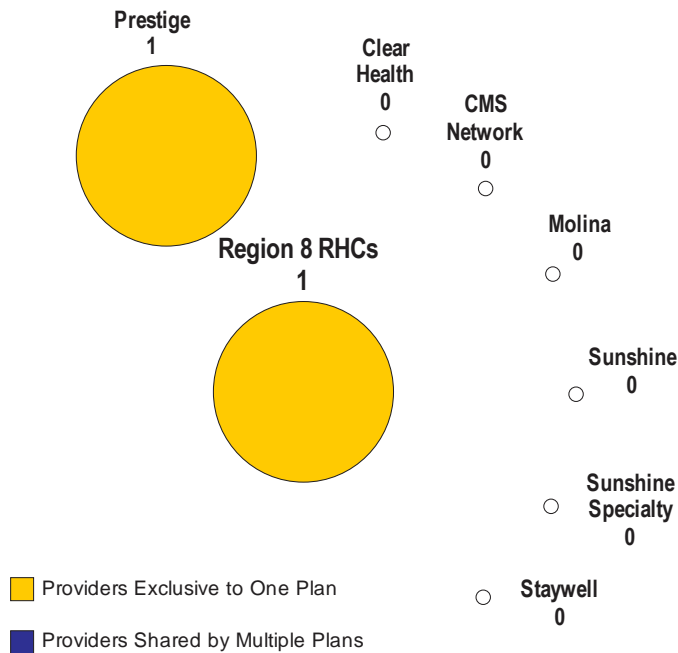 Prestige
1
Clear
Health
0
CMS
Network
0
Molina
0
Region 8 RHCs
1
Sunshine
0
Sunshine
Specialty
0
Staywell
0
Providers Exclusive to One Plan
Providers Shared by Multiple Plans